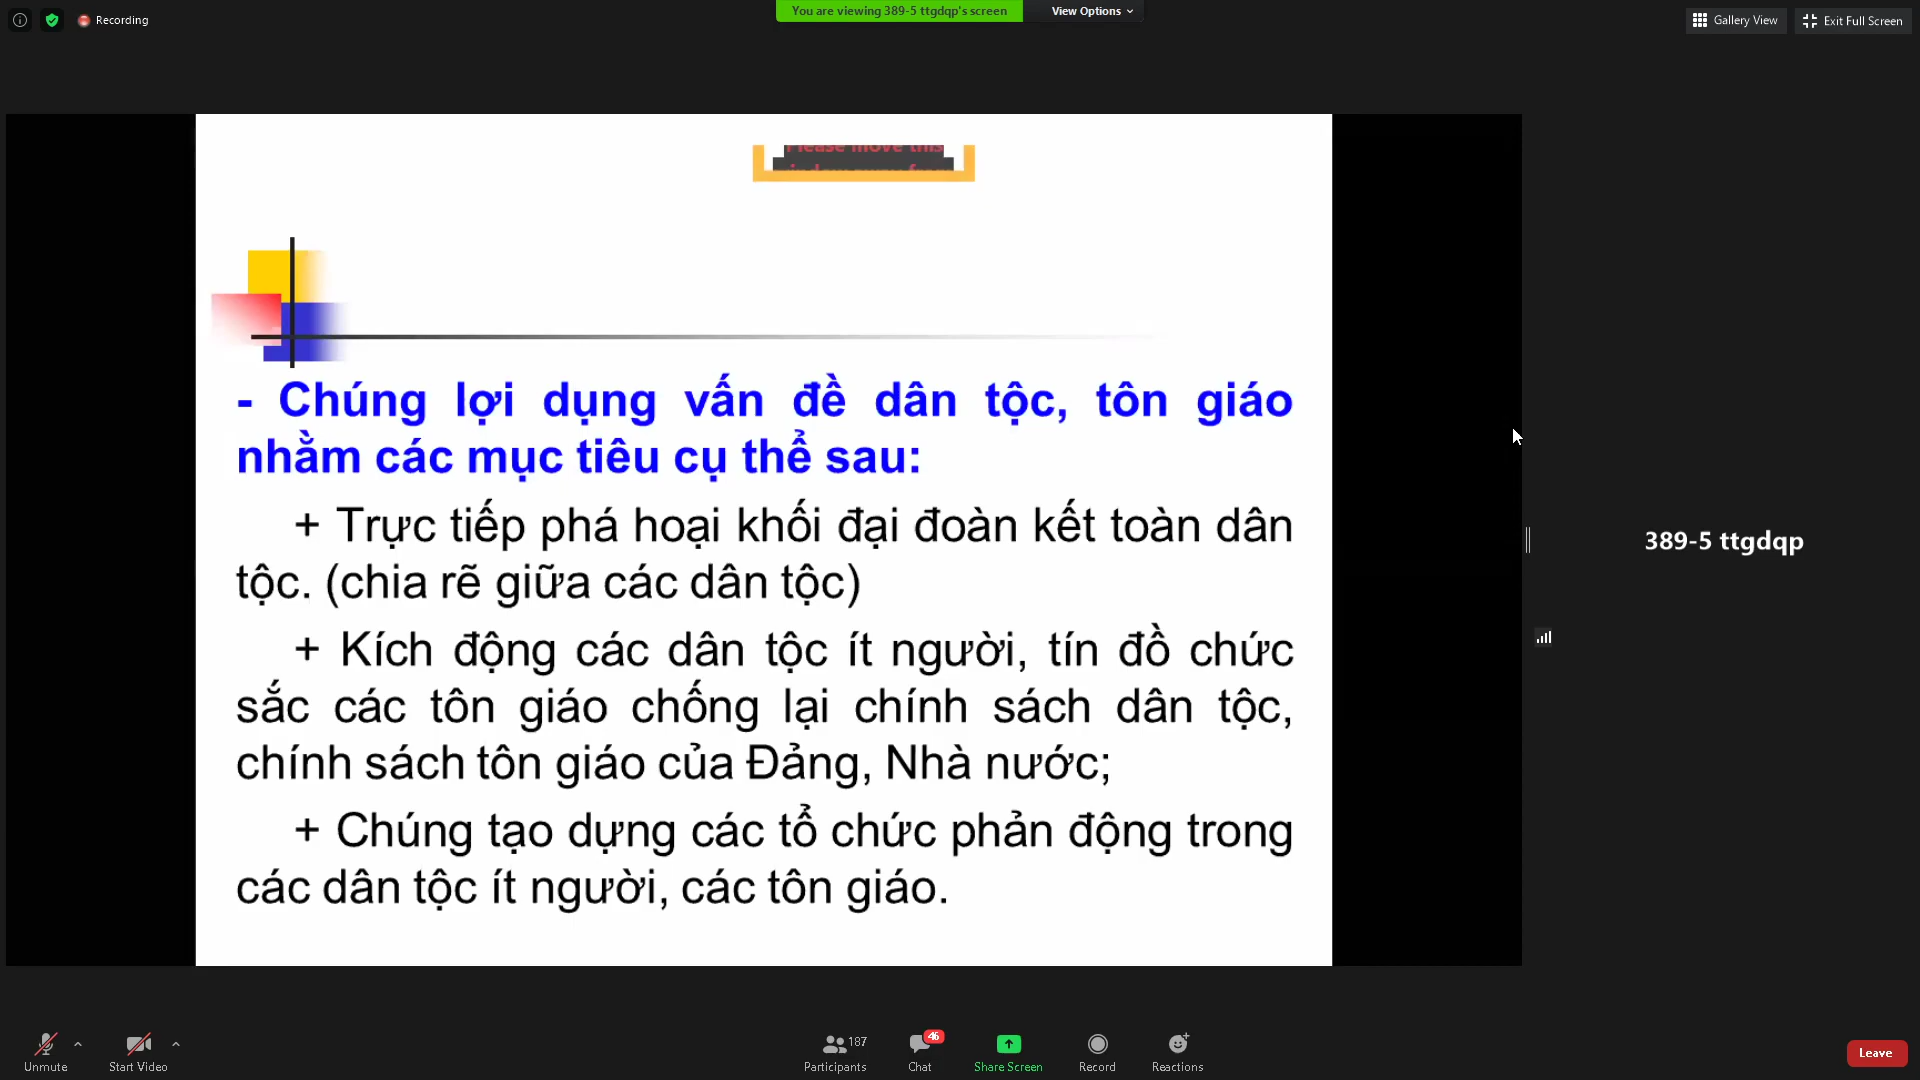 Recording
You are viewing 389-5 ttgdqp's screen
View Options
Gallery View
Exit Full Screen
Please move this
- Chúng lợi dụng vấn đề dân tộc, tôn giáo
nhằm các mục tiêu cụ thể sau:
+ Trực tiếp phá hoại khối đại đoàn kết toàn dân
tộc. (chia rẽ giữa các dân tộc)
+ Kích động các dân tộc ít người, tín đồ chức
sắc các tôn giáo chống lại chính sách dân tộc,
chính sách tôn giáo của Đảng, Nhà nước;
+ Chúng tạo dựng các tổ chức phản động trong
các dân tộc ít người, các tôn giáo.
389-5 ttgdqp
Unmute
Start Video
187
Participants
46
Chat
Share Screen
Record
Reactions
Leave